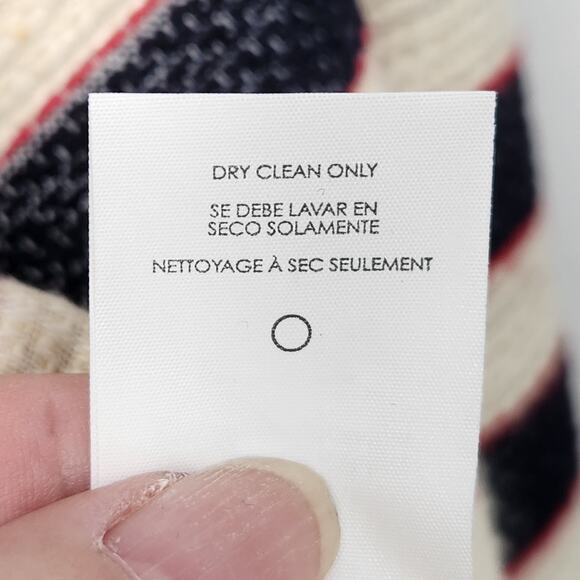 DRY CLEAN ONLY
SE DEBE LAVAR EN
SECO SOLAMENTE
NETTOYAGE À SEC SEULEMENT